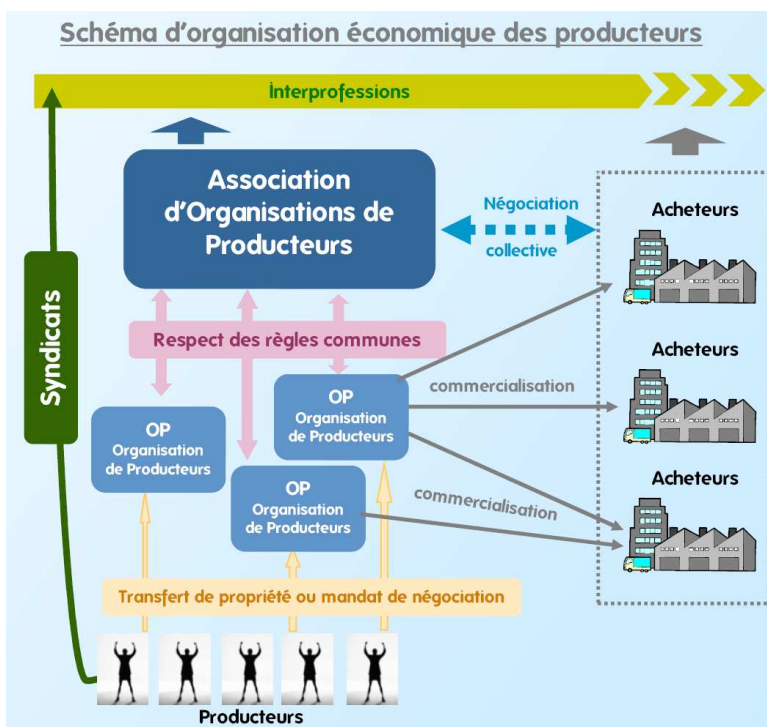 Schéma d'organisation économique des producteurs
Interprofessions
Association
d'Organisations de
Producteurs
Négociation
collective
Acheteurs
Syndicats
Respect des règles communes
Acheteurs
commercialisation
OP
Organisation
de Producteurs
OP
Organisation
de Producteurs
OP
Organisation
de Producteurs
Acheteurs
commercialisation
Transfert de propriété ou mandat de négociation
Producteurs